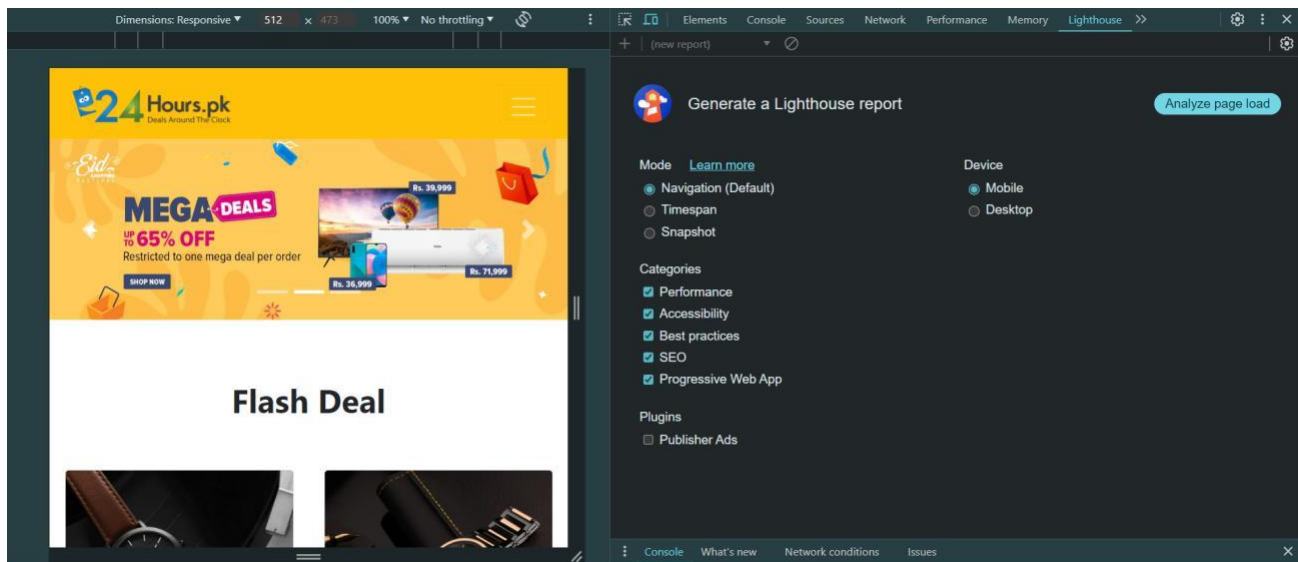 Dimensions: Responsive 512 x 473 100% No throttling
Elements Console Sources Network Performance Memory Lighthouse
(new report)
24 Hours.pk
Deals Around The Clock
Eid
MEGA DEALS
UP TO 65% OFF
Restricted to one mega deal per order
SHOP NOW
Rs. 39,999
Rs. 36,999
Rs. 71,999
Flash Deal
Generate a Lighthouse report
Analyze page load
Mode Learn more
Navigation (Default)
Timespan
Snapshot
Device
Mobile
Desktop
Categories
Performance
Accessibility
Best practices
SEO
Progressive Web App
Plugins
Publisher Ads
Console What's new Network conditions Issues